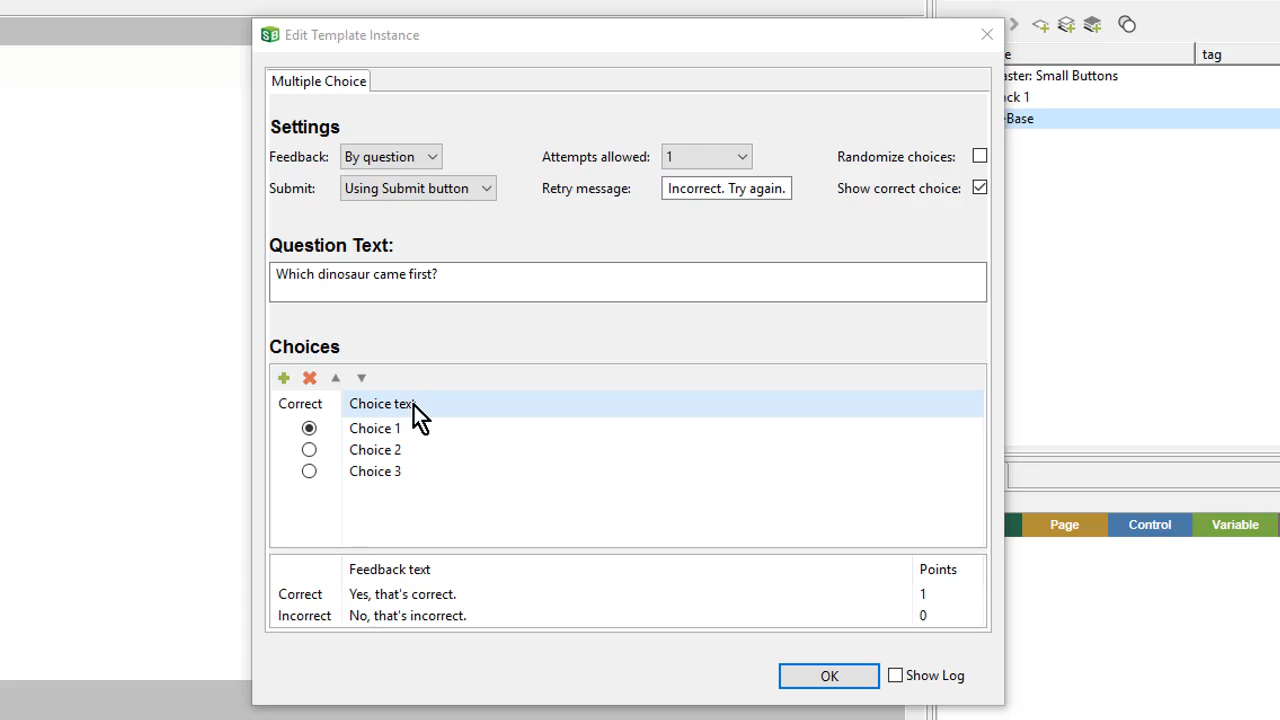 SB Edit Template Instance
Multiple Choice
Settings
Feedback: By question Attempts allowed: 1 Randomize choices:
Submit: Using Submit button Retry message: Incorrect. Try again. Show correct choice:
Question Text:
Which dinosaur came first?
Choices
Correct Choice text
Choice 1
Choice 2
Choice 3
Feedback text Points
Correct Yes, that's correct. 1
Incorrect No, that's incorrect. 0
OK Show Log
e tag
aster: Small Buttons
ack 1
-Base
Page Control Variable